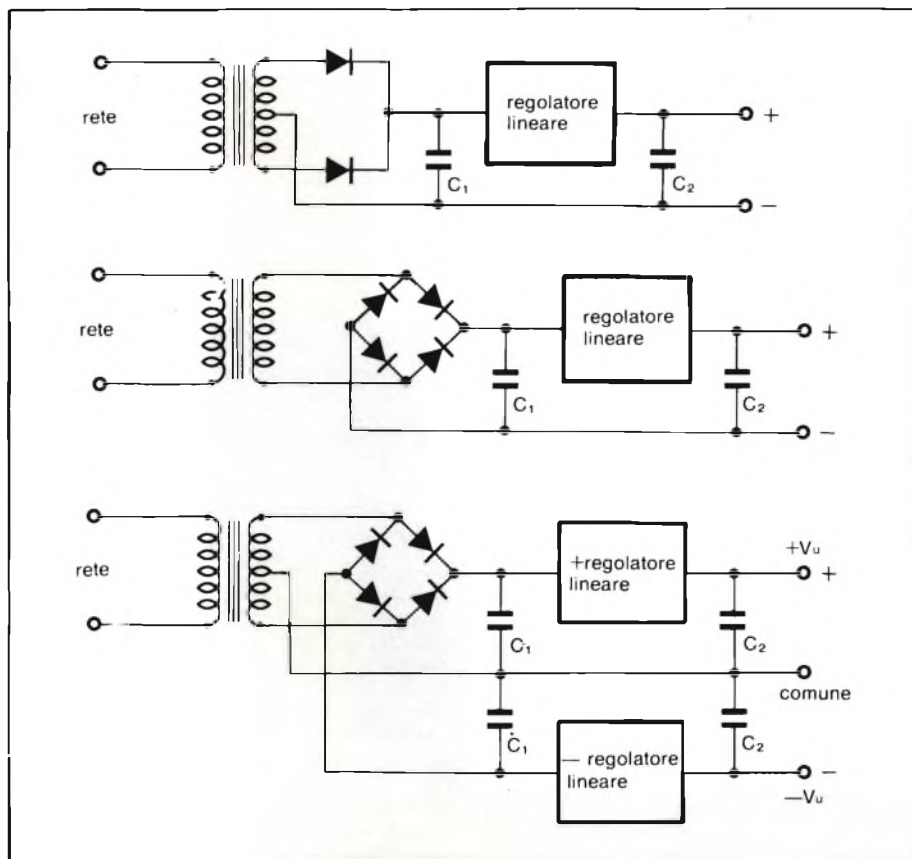 rete
regolatore
lineare
+
C₁
C₂
−
rete
regolatore
lineare
+
C₁
C₂
−
+Vu
rete
+regolatore
lineare
+
C₁
C₂
comune
C₁
C₂
— regolatore
lineare
−
—Vu